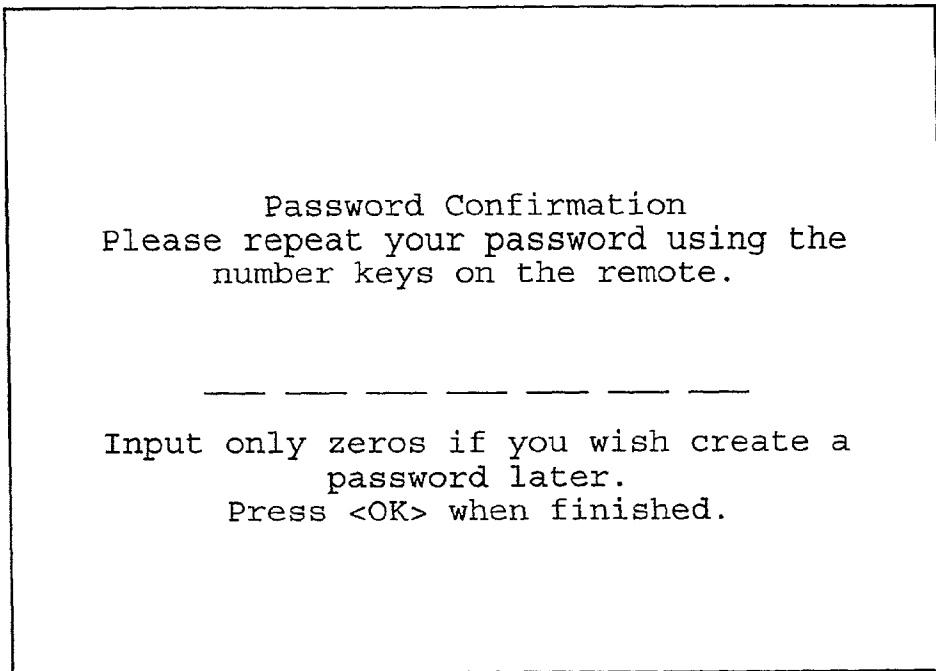 Password Confirmation
Please repeat your password using the
number keys on the remote.
Input only zeros if you wish create a
password later.
Press <OK> when finished.